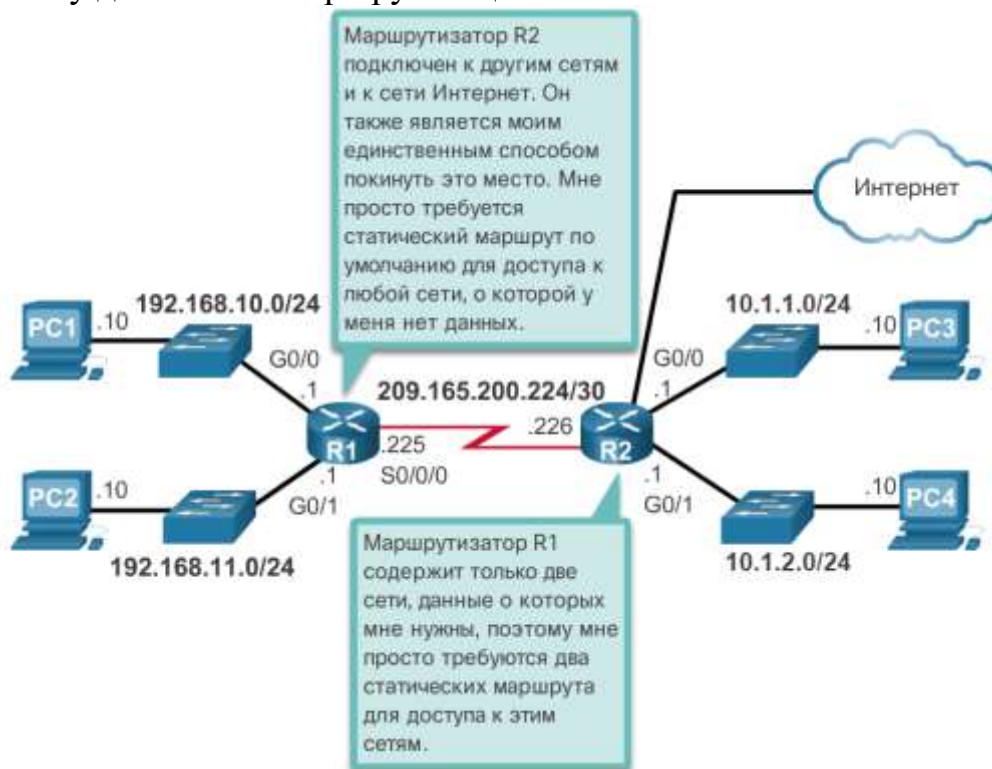 Маршрутизатор R2
подключен к другим сетям
и к сети Интернет. Он
также является моим
единственным способом
покинуть это место. Мне
просто требуется
статический маршрут по
умолчанию для доступа к
любой сети, о которой у
меня нет данных.
Интернет
192.168.10.0/24
10.1.1.0/24
PC1
.10
G0/0
.1
G0/0
.1
.10
PC3
209.165.200.224/30
R1
.225
S0/0/0
.226
R2
PC2
.10
.1
G0/1
.1
G0/1
.10
PC4
192.168.11.0/24
10.1.2.0/24
Маршрутизатор R1
содержит только две
сети, данные о которых
мне нужны, поэтому мне
просто требуются два
статических маршрута
для доступа к этим
сетям.